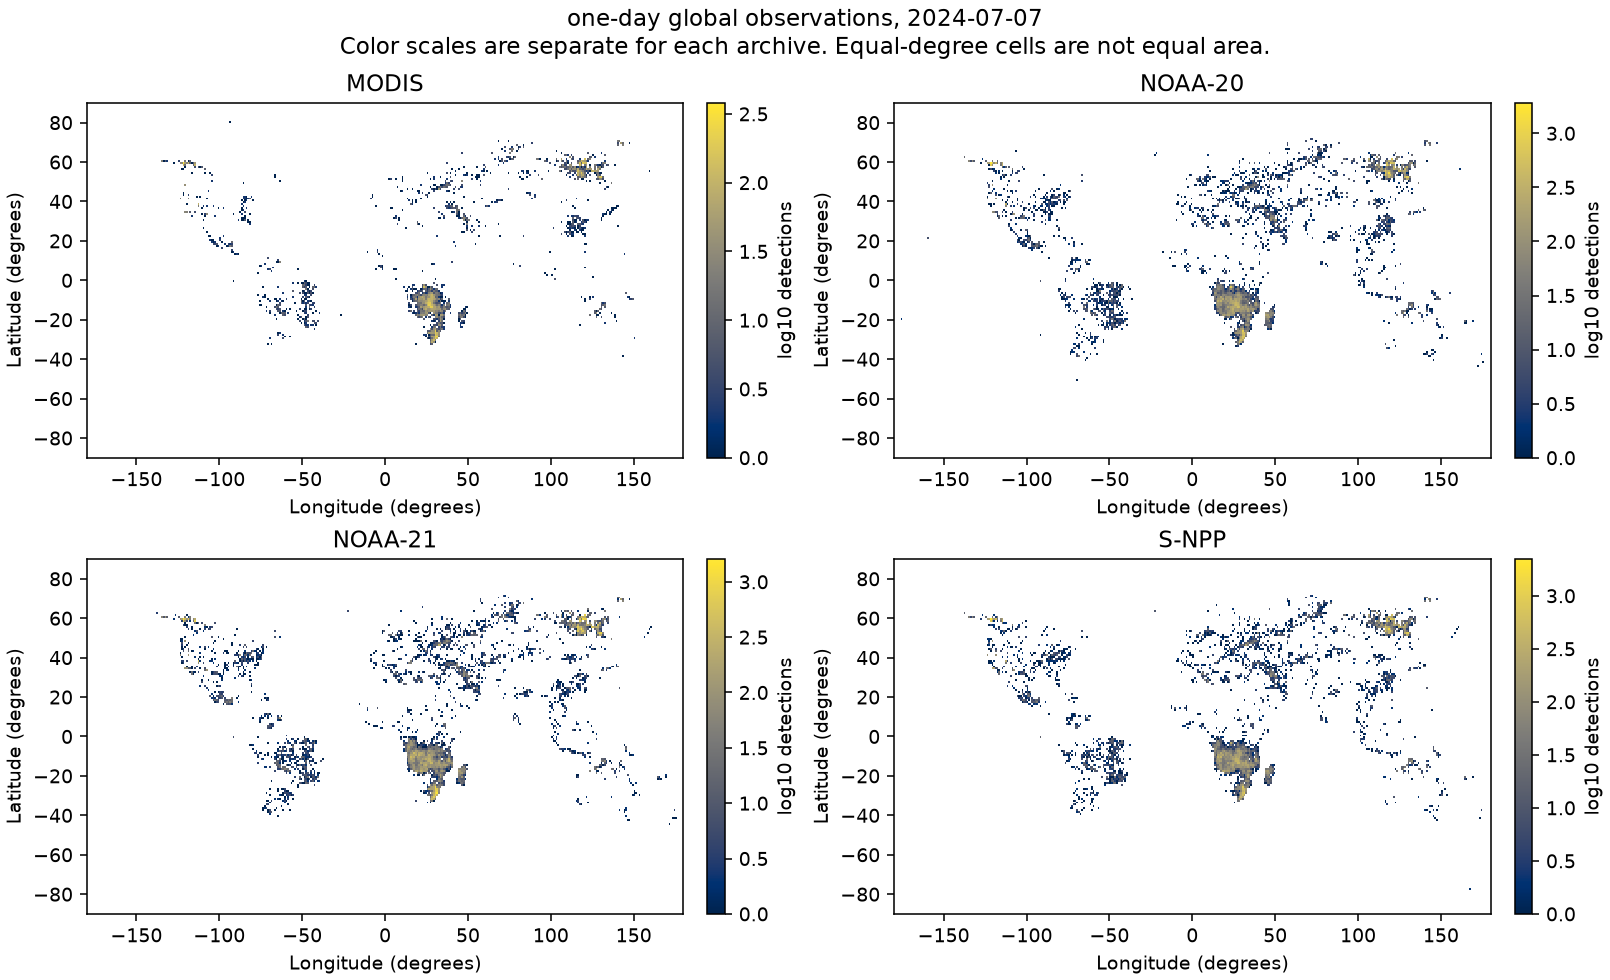 one-day global observations, 2024-07-07
Color scales are separate for each archive. Equal-degree cells are not equal area.
MODIS
80
60
40
20
0
−20
−40
−60
−80
Latitude (degrees)
−150 −100 −50 0 50 100 150
Longitude (degrees)
2.5
2.0
1.5
1.0
0.5
0.0
log10 detections
NOAA-20
80
60
40
20
0
−20
−40
−60
−80
Latitude (degrees)
−150 −100 −50 0 50 100 150
Longitude (degrees)
3.0
2.5
2.0
1.5
1.0
0.5
0.0
log10 detections
NOAA-21
80
60
40
20
0
−20
−40
−60
−80
Latitude (degrees)
−150 −100 −50 0 50 100 150
Longitude (degrees)
3.0
2.5
2.0
1.5
1.0
0.5
0.0
log10 detections
S-NPP
80
60
40
20
0
−20
−40
−60
−80
Latitude (degrees)
−150 −100 −50 0 50 100 150
Longitude (degrees)
3.0
2.5
2.0
1.5
1.0
0.5
0.0
log10 detections